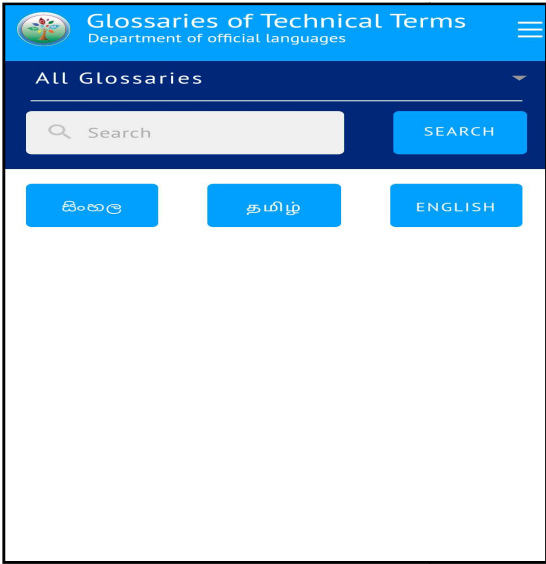 Glossaries of Technical Terms
Department of official languages
All Glossaries
Search
SEARCH
සිංහල
தமிழ்
ENGLISH